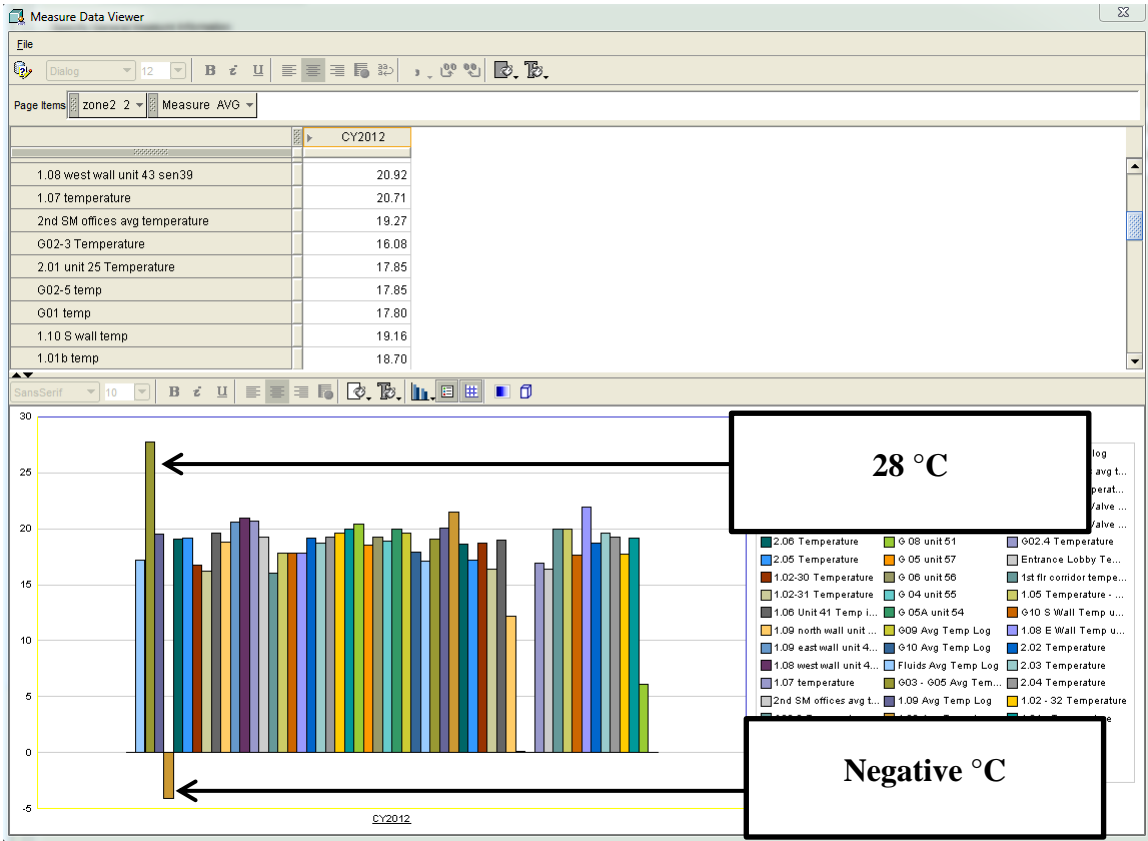 Measure Data Viewer
File
Dialog 12 B i U
Page Items zone2 2 Measure AVG
CY2012
1.08 west wall unit 43 sen39 20.92
1.07 temperature 20.71
2nd SM offices avg temperature 19.27
G02-3 Temperature 16.08
2.01 unit 25 Temperature 17.85
G02-5 temp 17.85
G01 temp 17.80
1.10 S wall temp 19.16
1.01b temp 18.70
SansSerif 10 B i U
30
25
20
15
10
5
0
-5
CY2012
28 °C
Negative °C
log
avg t...
Valve ...
Valve ...
2.06 Temperature G 08 unit 51 G02.4 Temperature
2.05 Temperature G 05 unit 57 Entrance Lobby Te...
1.02-30 Temperature G 06 unit 56 1st flr corridor tempe...
1.02-31 Temperature G 04 unit 55 1.05 Temperature - ...
1.06 Unit 41 Temp i... G 05A unit 54 G10 S Wall Temp u...
1.09 north wall unit ... G09 Avg Temp Log 1.08 E Wall Temp u...
1.09 east wall unit 4... G10 Avg Temp Log 2.02 Temperature
1.08 west wall unit 4... Fluids Avg Temp Log 2.03 Temperature
1.07 temperature G03 - G05 Avg Tem... 2.04 Temperature
2nd SM offices avg t... 1.09 Avg Temp Log 1.02 - 32 Temperature